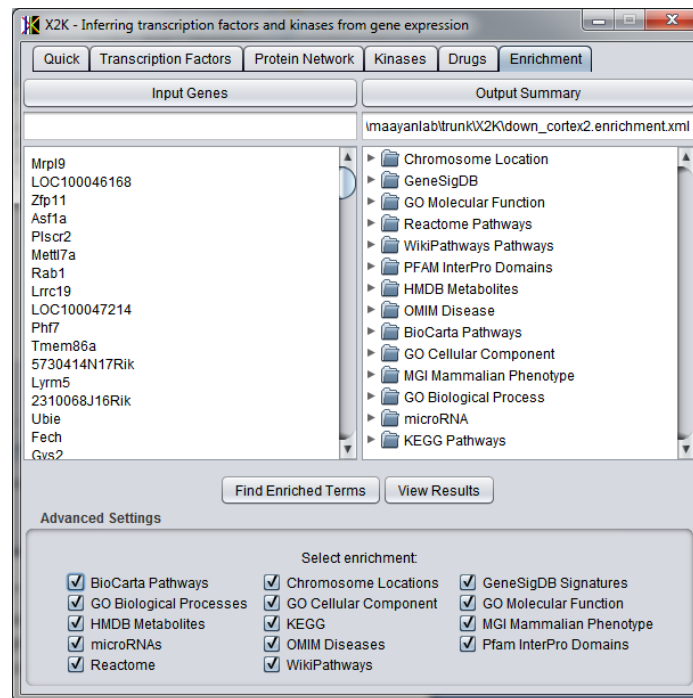 X2K - Inferring transcription factors and kinases from gene expression
Quick Transcription Factors Protein Network Kinases Drugs Enrichment
Input Genes
Output Summary
\maayanlab\trunk\X2K\down_cortex2.enrichment.xml
Mrpl9
LOC100046168
Zfp11
Asf1a
Plscr2
Mettl7a
Rab1
Lrrc19
LOC100047214
Phf7
Tmem86a
5730414N17Rik
Lyrm5
2310068J16Rik
Ubie
Fech
Gys2
Chromosome Location
GeneSigDB
GO Molecular Function
Reactome Pathways
WikiPathways Pathways
PFAM InterPro Domains
HMDB Metabolites
OMIM Disease
BioCarta Pathways
GO Cellular Component
MGI Mammalian Phenotype
GO Biological Process
microRNA
KEGG Pathways
Find Enriched Terms View Results
Advanced Settings
Select enrichment:
BioCarta Pathways Chromosome Locations GeneSigDB Signatures
GO Biological Processes GO Cellular Component GO Molecular Function
HMDB Metabolites KEGG MGI Mammalian Phenotype
microRNAs OMIM Diseases Pfam InterPro Domains
Reactome WikiPathways